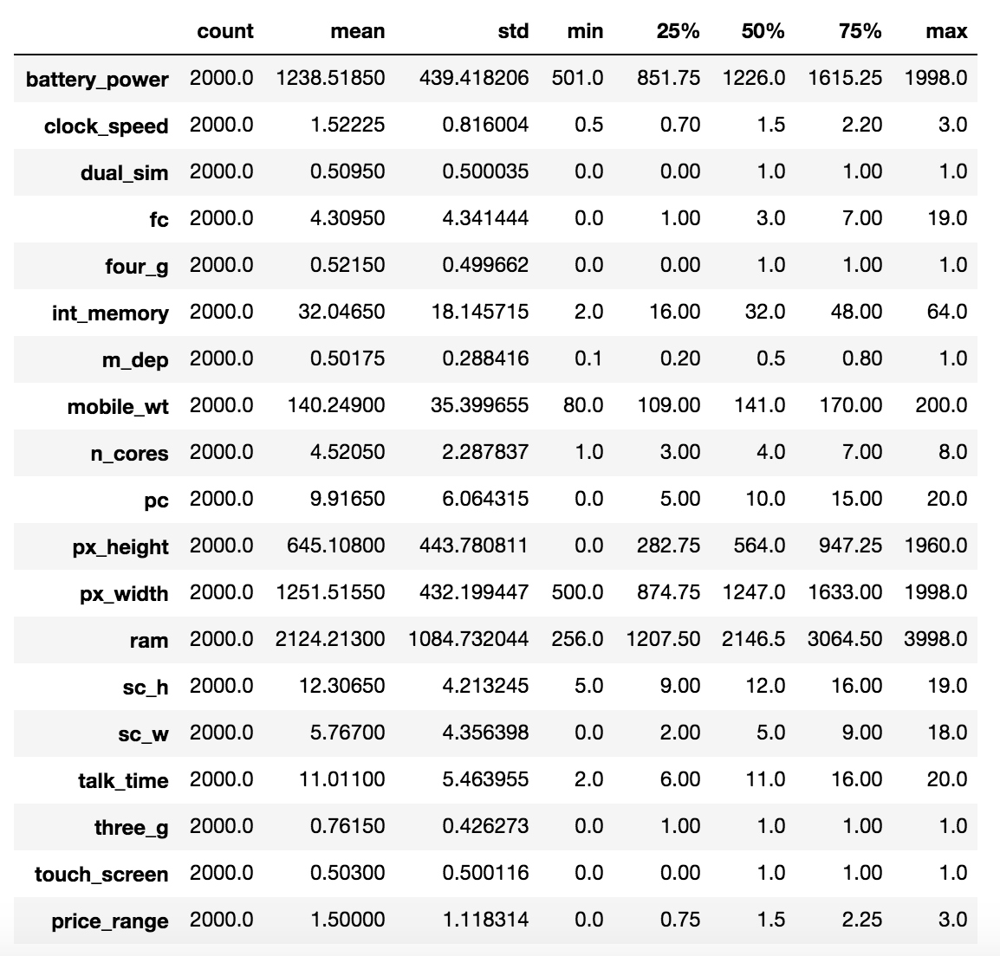 count mean std min 25% 50% 75% max
battery_power 2000.0 1238.51850 439.418206 501.0 851.75 1226.0 1615.25 1998.0
clock_speed 2000.0 1.52225 0.816004 0.5 0.70 1.5 2.20 3.0
dual_sim 2000.0 0.50950 0.500035 0.0 0.00 1.0 1.00 1.0
fc 2000.0 4.30950 4.341444 0.0 1.00 3.0 7.00 19.0
four_g 2000.0 0.52150 0.499662 0.0 0.00 1.0 1.00 1.0
int_memory 2000.0 32.04650 18.145715 2.0 16.00 32.0 48.00 64.0
m_dep 2000.0 0.50175 0.288416 0.1 0.20 0.5 0.80 1.0
mobile_wt 2000.0 140.24900 35.399655 80.0 109.00 141.0 170.00 200.0
n_cores 2000.0 4.52050 2.287837 1.0 3.00 4.0 7.00 8.0
pc 2000.0 9.91650 6.064315 0.0 5.00 10.0 15.00 20.0
px_height 2000.0 645.10800 443.780811 0.0 282.75 564.0 947.25 1960.0
px_width 2000.0 1251.51550 432.199447 500.0 874.75 1247.0 1633.00 1998.0
ram 2000.0 2124.21300 1084.732044 256.0 1207.50 2146.5 3064.50 3998.0
sc_h 2000.0 12.30650 4.213245 5.0 9.00 12.0 16.00 19.0
sc_w 2000.0 5.76700 4.356398 0.0 2.00 5.0 9.00 18.0
talk_time 2000.0 11.01100 5.463955 2.0 6.00 11.0 16.00 20.0
three_g 2000.0 0.76150 0.426273 0.0 1.00 1.0 1.00 1.0
touch_screen 2000.0 0.50300 0.500116 0.0 0.00 1.0 1.00 1.0
price_range 2000.0 1.50000 1.118314 0.0 0.75 1.5 2.25 3.0